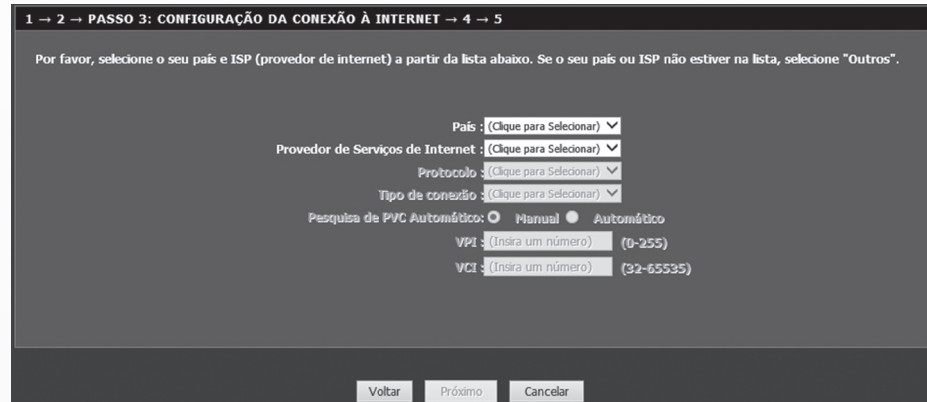 1 → 2 → PASSO 3: CONFIGURAÇÃO DA CONEXÃO À INTERNET → 4 → 5
Por favor, selecione o seu país e ISP (provedor de internet) a partir da lista abaixo. Se o seu país ou ISP não estiver na lista, selecione "Outros".
País : (Clique para Selecionar)
Provedor de Serviços de Internet : (Clique para Selecionar)
Protocolo : (Clique para Selecionar)
Tipo de conexão : (Clique para Selecionar)
Pesquisa de PVC Automático: Manual Automático
VPI : (Insira um número) (0-255)
VCI : (Insira um número) (32-65535)
Voltar Próximo Cancelar